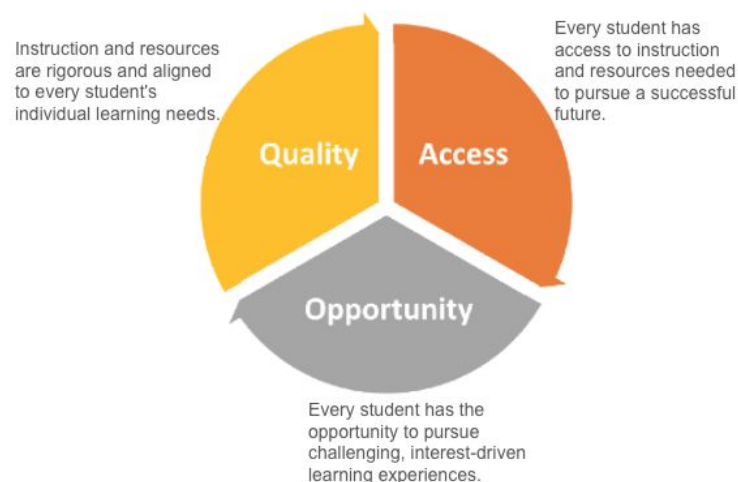 Instruction and resources
are rigorous and aligned
to every student's
individual learning needs.
Every student has
access to instruction
and resources needed
to pursue a successful
future.
Quality
Access
Opportunity
Every student has the
opportunity to pursue
challenging, interest-driven
learning experiences.